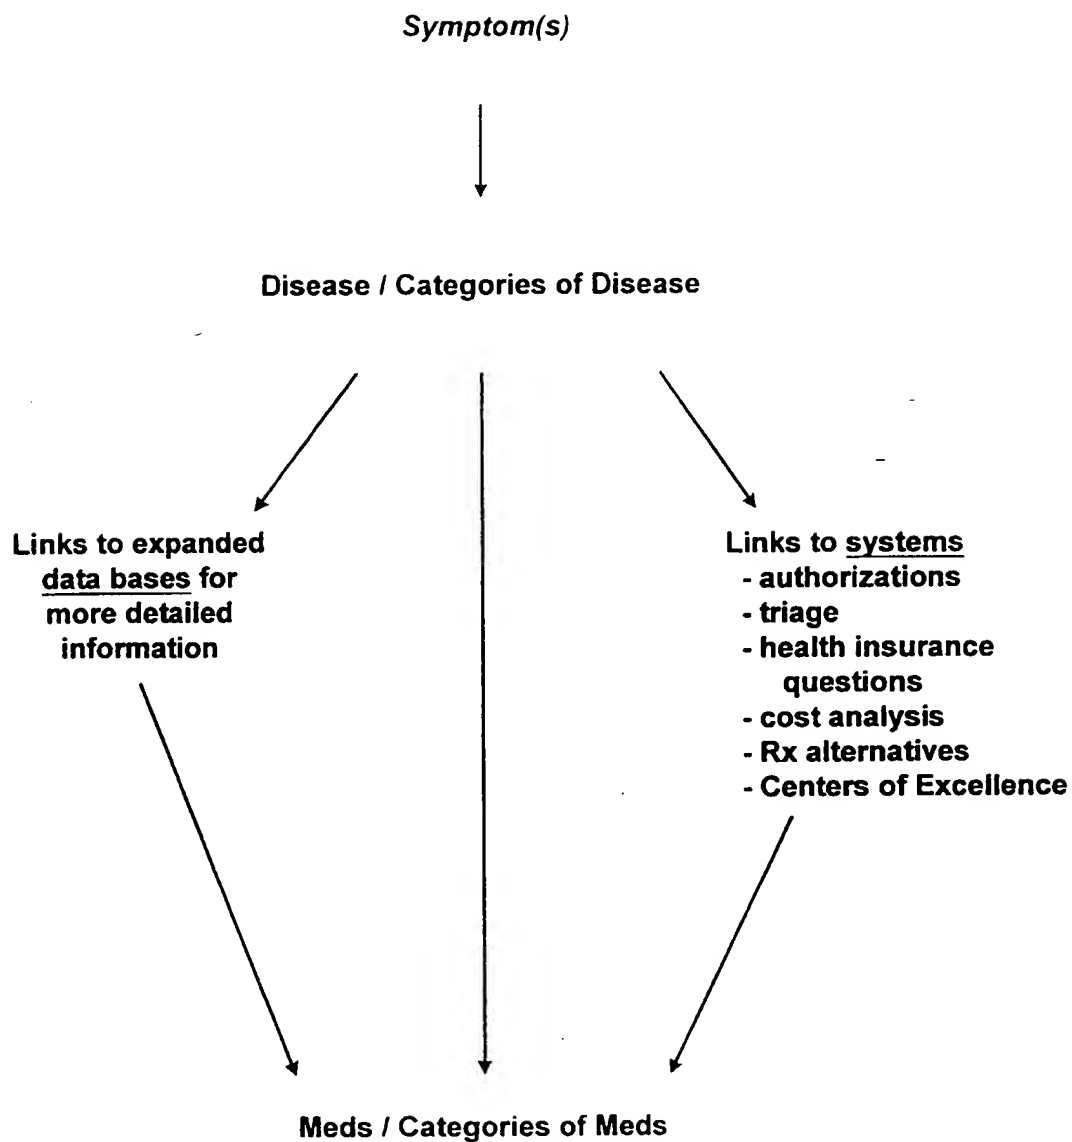 Symptom(s)
Disease / Categories of Disease
Links to expanded
data bases for
more detailed
information
Links to systems
- authorizations
- triage
- health insurance
questions
- cost analysis
- Rx alternatives
- Centers of Excellence
Meds / Categories of Meds